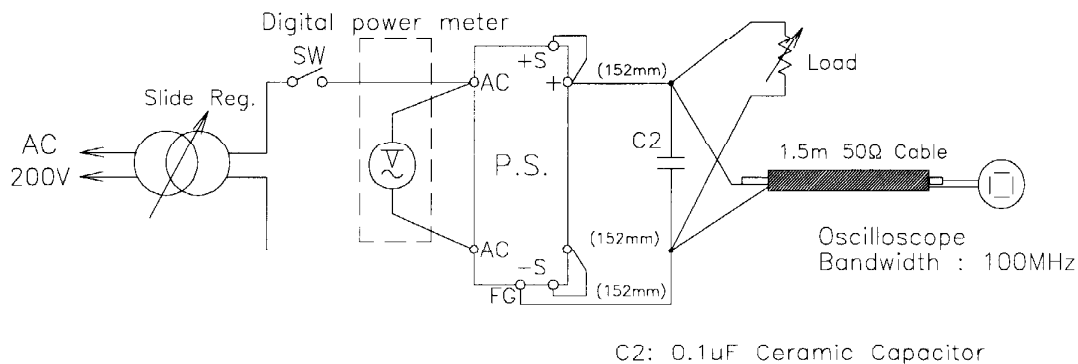 Digital power meter
SW
+S
(152mm)
AC
+
Load
Slide Reg.
V
C2
1.5m 50Ω Cable
AC
200V
P.S.
(152mm)
AC
-S
Oscilloscope
Bandwidth : 100MHz
FG
(152mm)
C2: 0.1uF Ceramic Capacitor